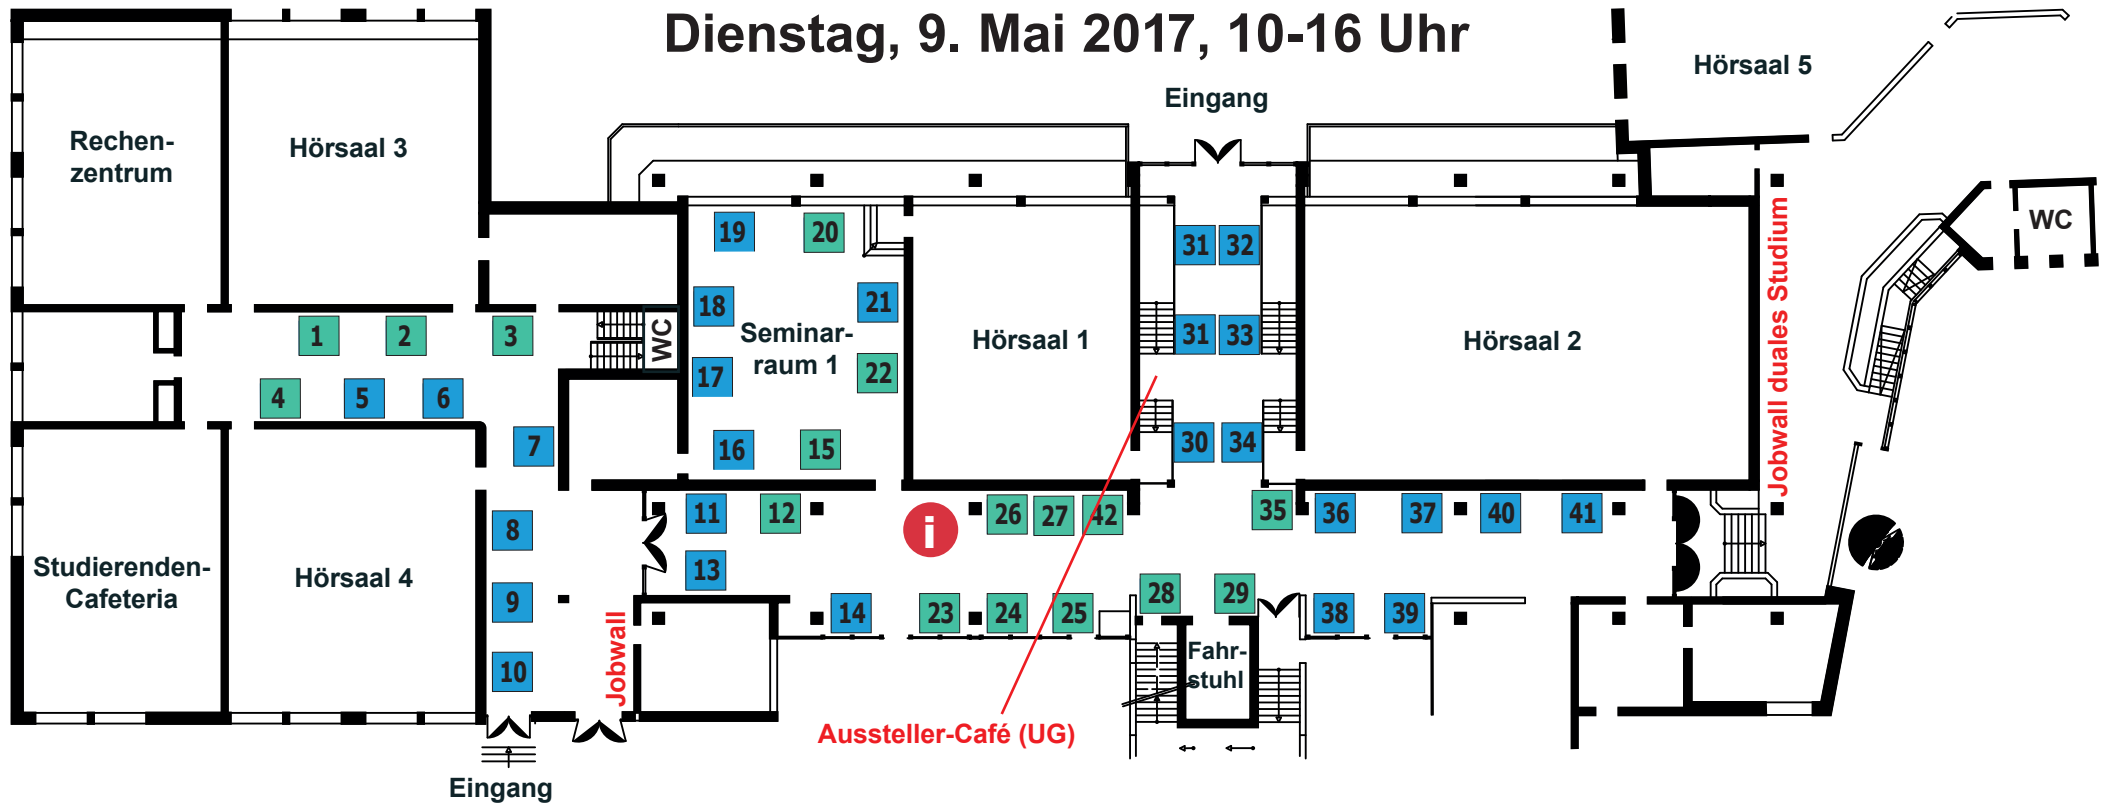 Dienstag, 9. Mai 2017, 10-16 Uhr
Hörsaal 5
Eingang
Rechen-
zentrum
Hörsaal 3
WC
19
20
31
32
Jobwall duales Studium
18
21
1
2
3
WC
Seminar-
raum 1
Hörsaal 1
31
33
Hörsaal 2
17
22
4
5
6
7
16
15
30
34
8
11
12
i
26
27
42
35
36
37
40
41
Studierenden-
Cafeteria
Hörsaal 4
13
9
14
23
24
25
28
29
38
39
10
Jobwall
Fahr-
stuhl
Aussteller-Café (UG)
Eingang